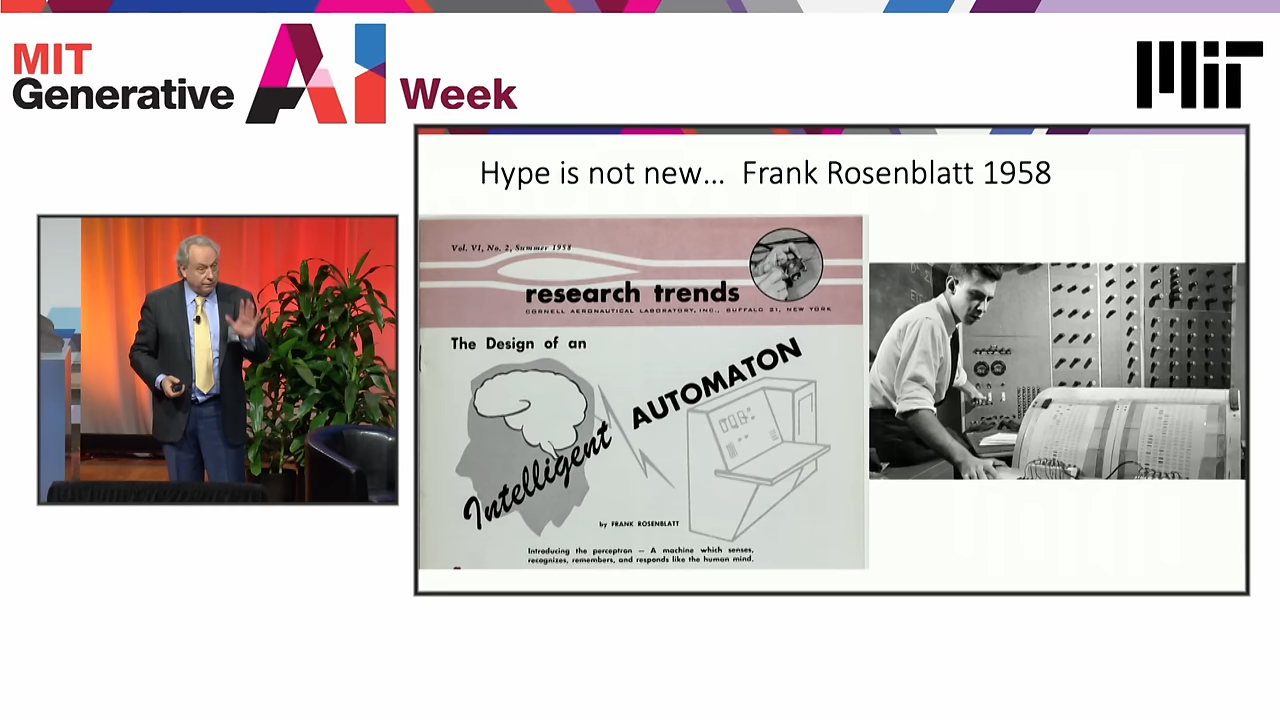 MIT
Generative
AI
Week
MIT
Hype is not new... Frank Rosenblatt 1958
Vol. VI, No. 2, Summer 1958
research trends
CORNELL AERONAUTICAL LABORATORY, INC., BUFFALO 21, NEW YORK
The Design of an
Intelligent
AUTOMATON
by FRANK ROSENBLATT
Introducing the perceptron — A machine which senses,
recognizes, remembers, and responds like the human mind.